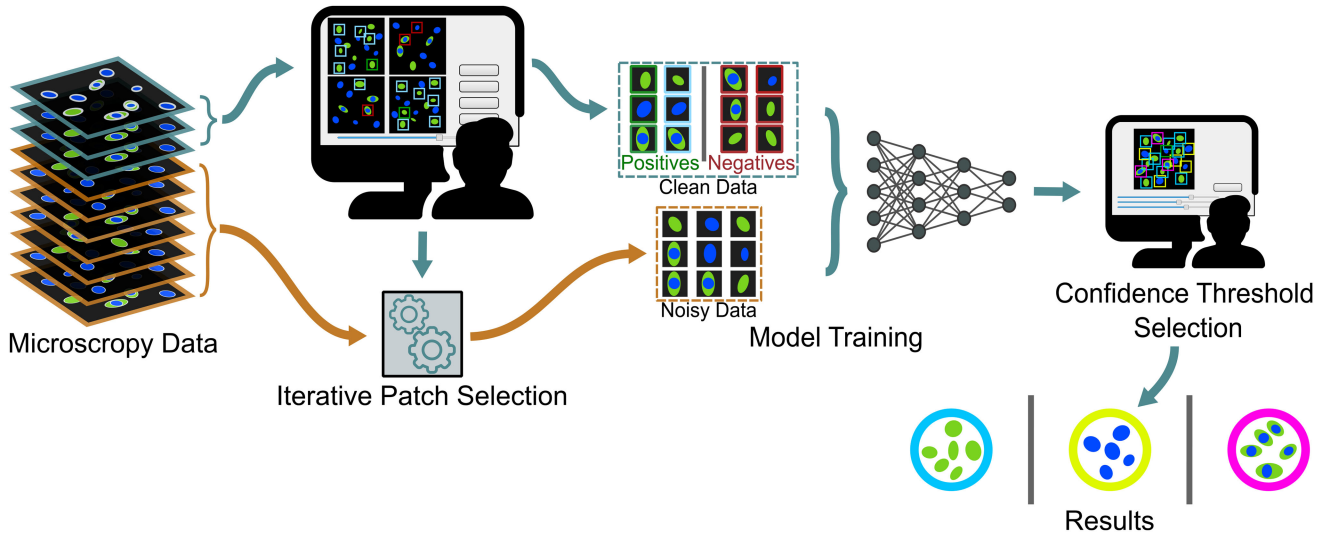 Positives Negatives
Clean Data
Noisy Data
Microscropy Data
Iterative Patch Selection
Model Training
Confidence Threshold
Selection
Results